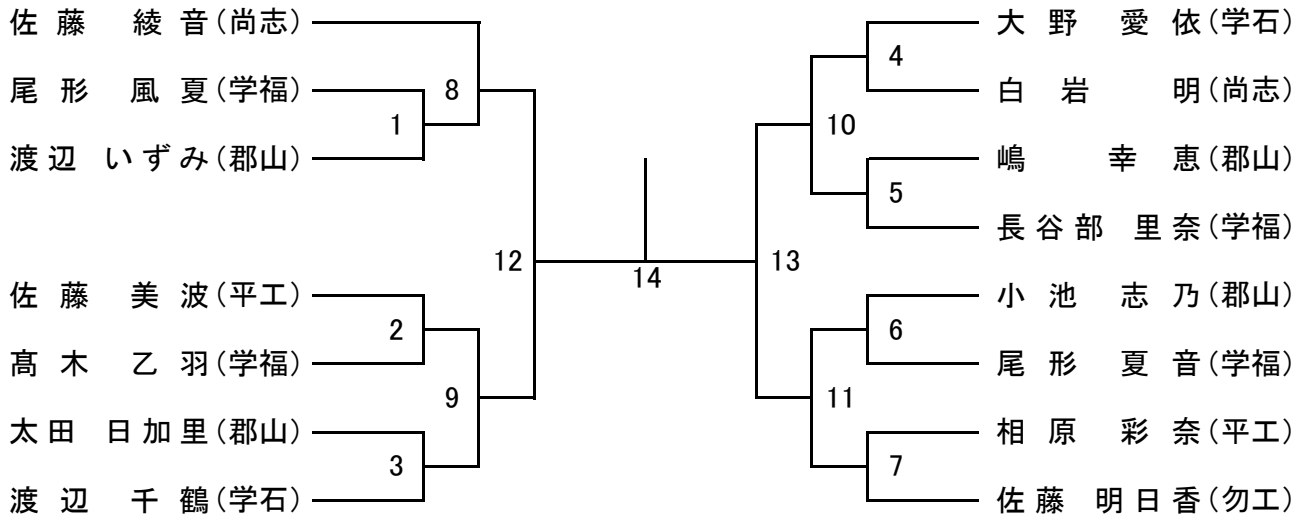 佐藤 綾音(尚志)
8
尾形 風夏(学福)
1
渡辺 いずみ(郡山)
12
佐藤 美波(平工)
2
髙木 乙羽(学福)
9
太田 日加里(郡山)
3
渡辺 千鶴(学石)
14
大野 愛依(学石)
4
白岩 明(尚志)
10
嶋 幸恵(郡山)
5
長谷部 里奈(学福)
13
小池 志乃(郡山)
6
尾形 夏音(学福)
11
相原 彩奈(平工)
7
佐藤 明日香(勿工)